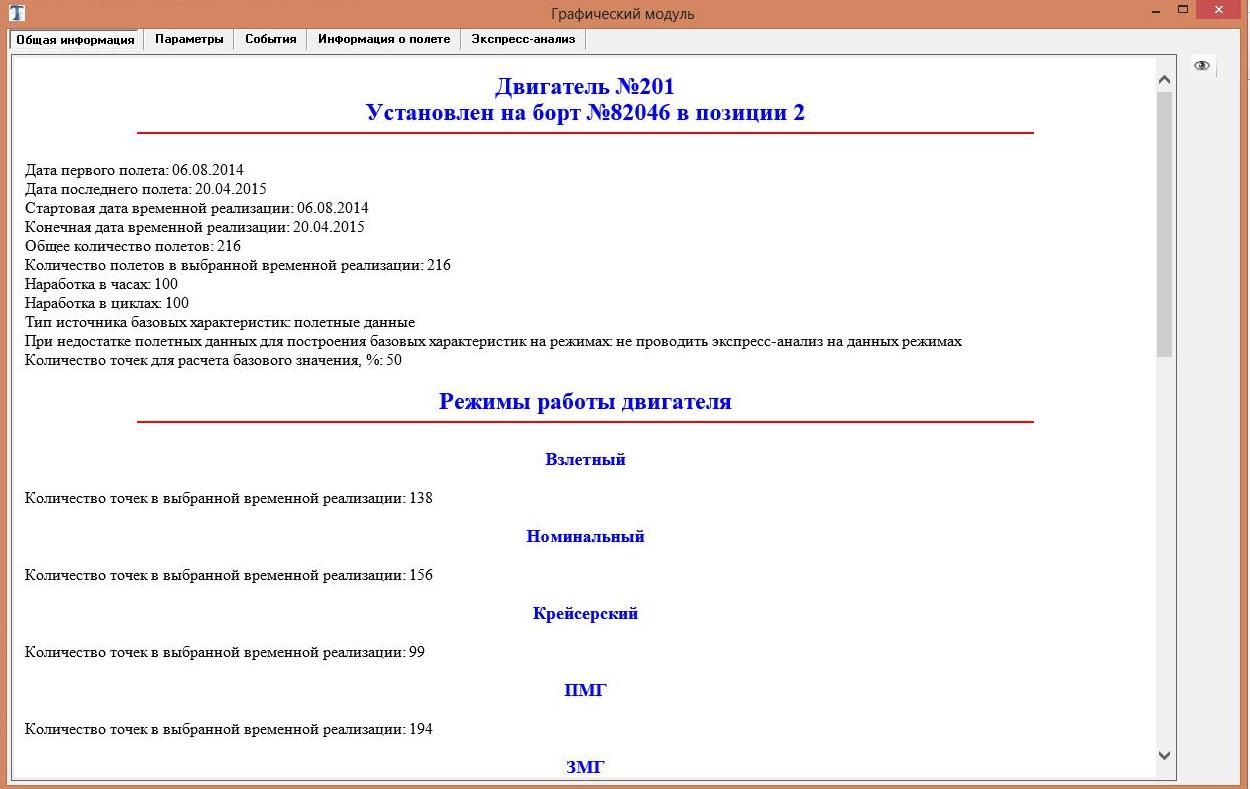 Графический модуль
Общая информация Параметры События Информация о полете Экспресс-анализ
Двигатель №201
Установлен на борт №82046 в позиции 2
Дата первого полета: 06.08.2014
Дата последнего полета: 20.04.2015
Стартовая дата временной реализации: 06.08.2014
Конечная дата временной реализации: 20.04.2015
Общее количество полетов: 216
Количество полетов в выбранной временной реализации: 216
Наработка в часах: 100
Наработка в циклах: 100
Тип источника базовых характеристик: полетные данные
При недостатке полетных данных для построения базовых характеристик на режимах: не проводить экспресс-анализ на данных режимах
Количество точек для расчета базового значения, %: 50
Режимы работы двигателя
Взлетный
Количество точек в выбранной временной реализации: 138
Номинальный
Количество точек в выбранной временной реализации: 156
Крейсерский
Количество точек в выбранной временной реализации: 99
ПМГ
Количество точек в выбранной временной реализации: 194
ЗМГ